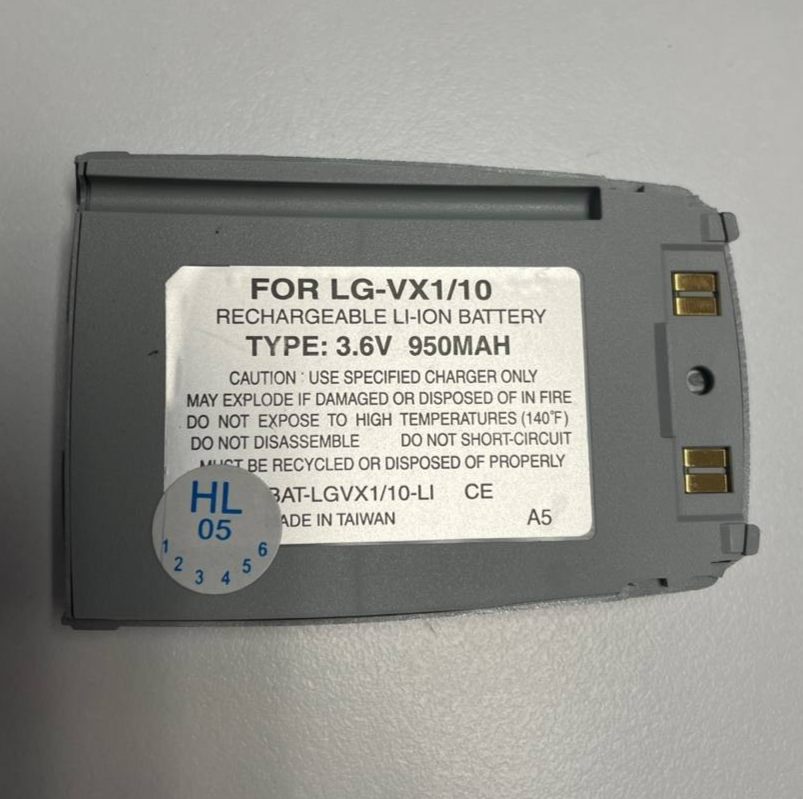 FOR LG-VX1/10
RECHARGEABLE LI-ION BATTERY
TYPE: 3.6V 950MAH
CAUTION : USE SPECIFIED CHARGER ONLY
MAY EXPLODE IF DAMAGED OR DISPOSED OF IN FIRE
DO NOT EXPOSE TO HIGH TEMPERATURES (140°F)
DO NOT DISASSEMBLE DO NOT SHORT-CIRCUIT
MUST BE RECYCLED OR DISPOSED OF PROPERLY
BAT-LGVX1/10-LI CE
ADE IN TAIWAN A5
HL
05
1 2 3 4 5 6